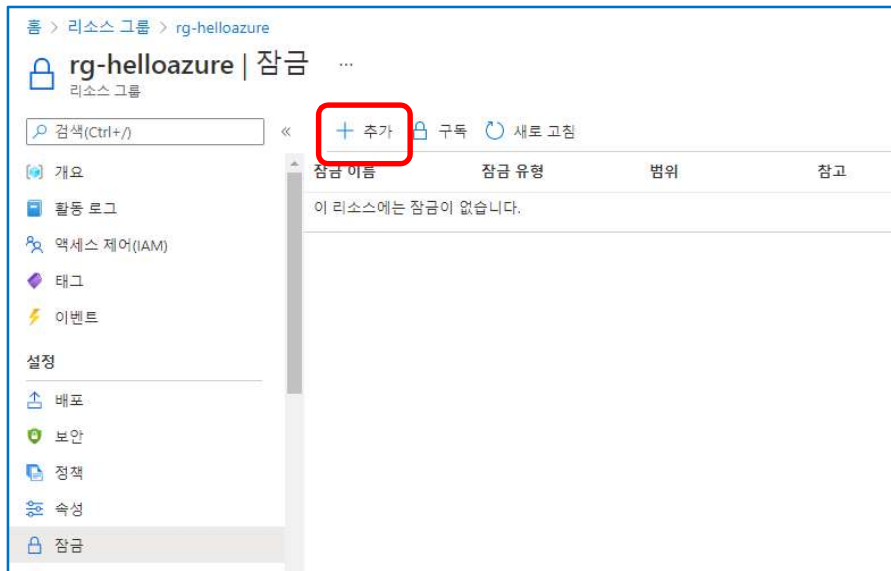 홈 > 리소스 그룹 > rg-helloazure
rg-helloazure | 잠금 ...
리소스 그룹
검색(Ctrl+/)
«
추가
구독
새로 고침
개요
활동 로그
액세스 제어(IAM)
태그
이벤트
설정
배포
보안
정책
속성
잠금
잠금 이름 잠금 유형 범위 참고
이 리소스에는 잠금이 없습니다.